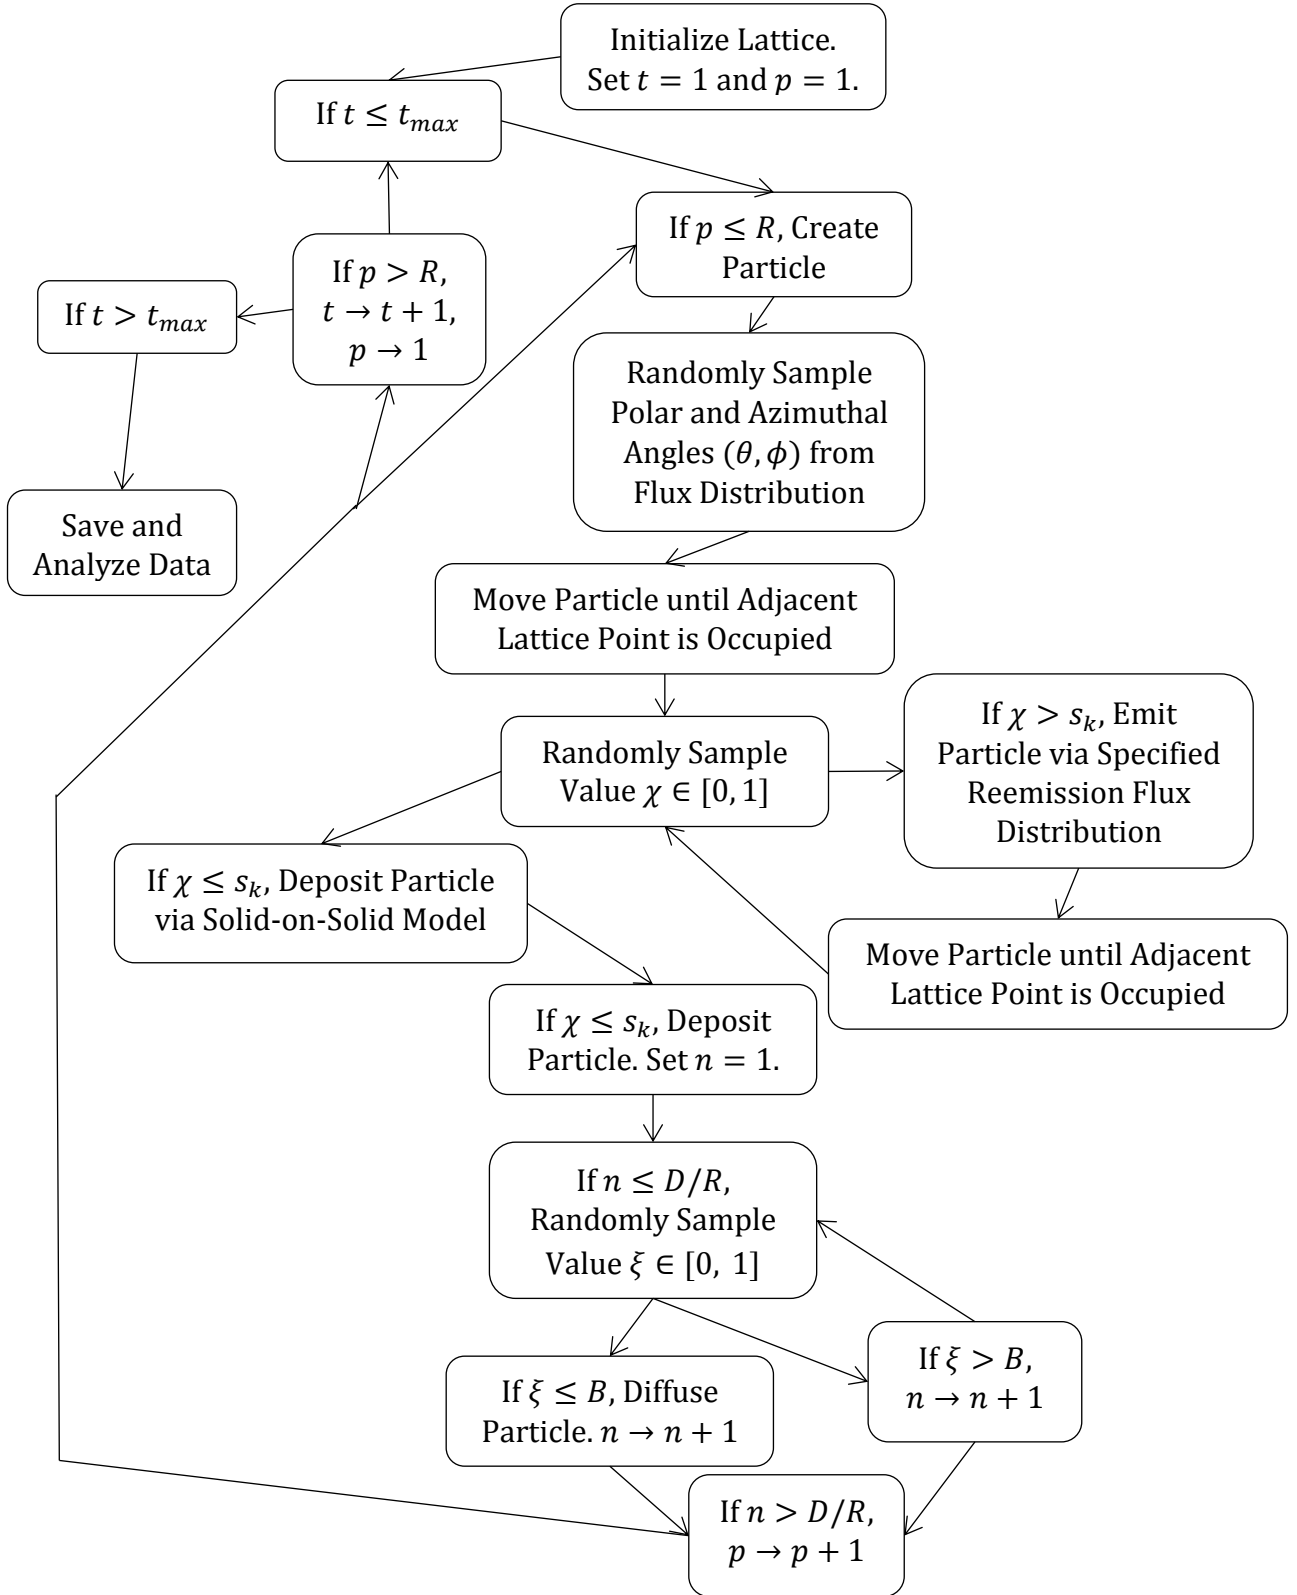 Initialize Lattice.
Set t = 1 and p = 1.
If t ≤ t_max
If p ≤ R, Create
Particle
If p > R,
t → t + 1,
p → 1
If t > t_max
Randomly Sample
Polar and Azimuthal
Angles (θ, ϕ) from
Flux Distribution
Save and
Analyze Data
Move Particle until Adjacent
Lattice Point is Occupied
Randomly Sample
Value χ ∈ [0, 1]
If χ > s_k, Emit
Particle via Specified
Reemission Flux
Distribution
If χ ≤ s_k, Deposit Particle
via Solid-on-Solid Model
Move Particle until Adjacent
Lattice Point is Occupied
If χ ≤ s_k, Deposit
Particle. Set n = 1.
If n ≤ D/R,
Randomly Sample
Value ξ ∈ [0, 1]
If ξ > B,
n → n + 1
If ξ ≤ B, Diffuse
Particle. n → n + 1
If n > D/R,
p → p + 1